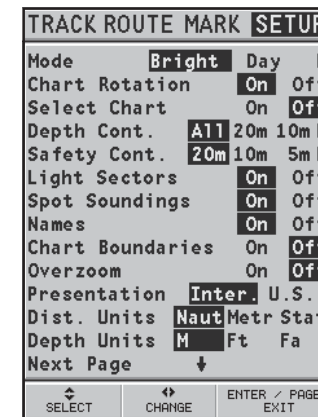 TRACK ROUTE MARK SETUP
Mode Bright Day
Chart Rotation On Off
Select Chart On Off
Depth Cont. All 20m 10m
Safety Cont. 20m 10m 5m
Light Sectors On Off
Spot Soundings On Off
Names On Off
Chart Boundaries On Off
Overzoom On Off
Presentation Inter. U.S.
Dist. Units Naut Metr Stat
Depth Units M Ft Fa
Next Page ↓
SELECT CHANGE ENTER / PAGE
EXIT